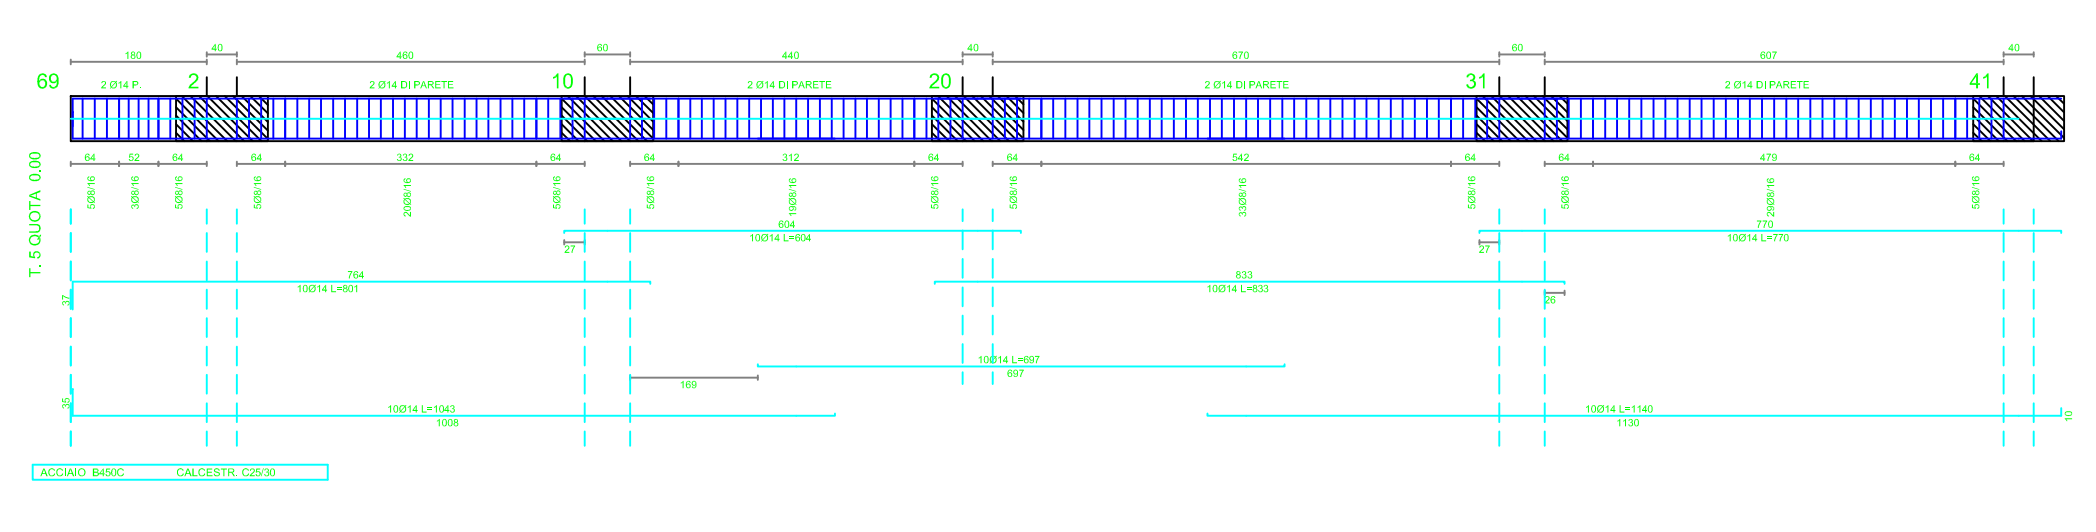 40 60 40 60 40
180 460 440 670 607
69 2 10 20 31 41
2 Ø14 P. 2 Ø14 DI PARETE 2 Ø14 DI PARETE 2 Ø14 DI PARETE 2 Ø14 DI PARETE
T. 5 QUOTA 0.00
64 52 64 64 332 64 64 312 64 64 542 64 64 479 64
5Ø8/16 3Ø8/16 5Ø8/16 5Ø8/16 20Ø8/16 5Ø8/16 5Ø8/16 19Ø8/16 5Ø8/16 5Ø8/16 33Ø8/16 5Ø8/16 5Ø8/16 29Ø8/16 5Ø8/16
604 770
10Ø14 L=604 10Ø14 L=770
27 27
764 833
10Ø14 L=801 10Ø14 L=833
37 26
10Ø14 L=697
697
169
35
10Ø14 L=1043 10Ø14 L=1140
1008 1130
10
ACCIAIO B450C CALCESTR. C25/30